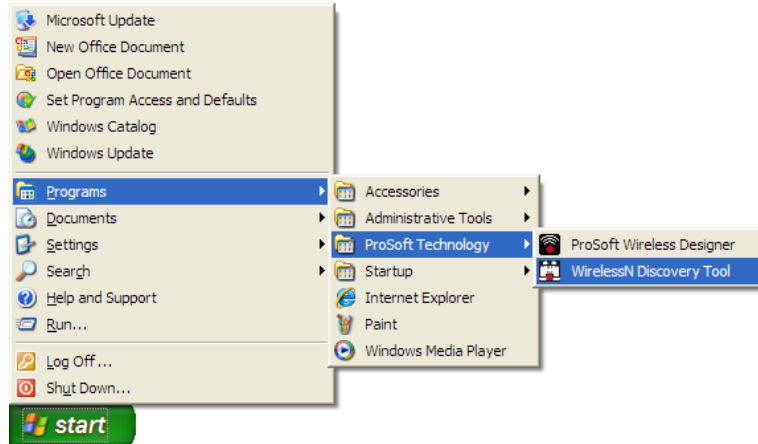 Microsoft Update
New Office Document
Open Office Document
Set Program Access and Defaults
Windows Catalog
Windows Update
Programs
Documents
Settings
Search
Help and Support
Run...
Log Off...
Shut Down...
start
Accessories
Administrative Tools
ProSoft Technology
Startup
Internet Explorer
Paint
Windows Media Player
ProSoft Wireless Designer
WirelessN Discovery Tool